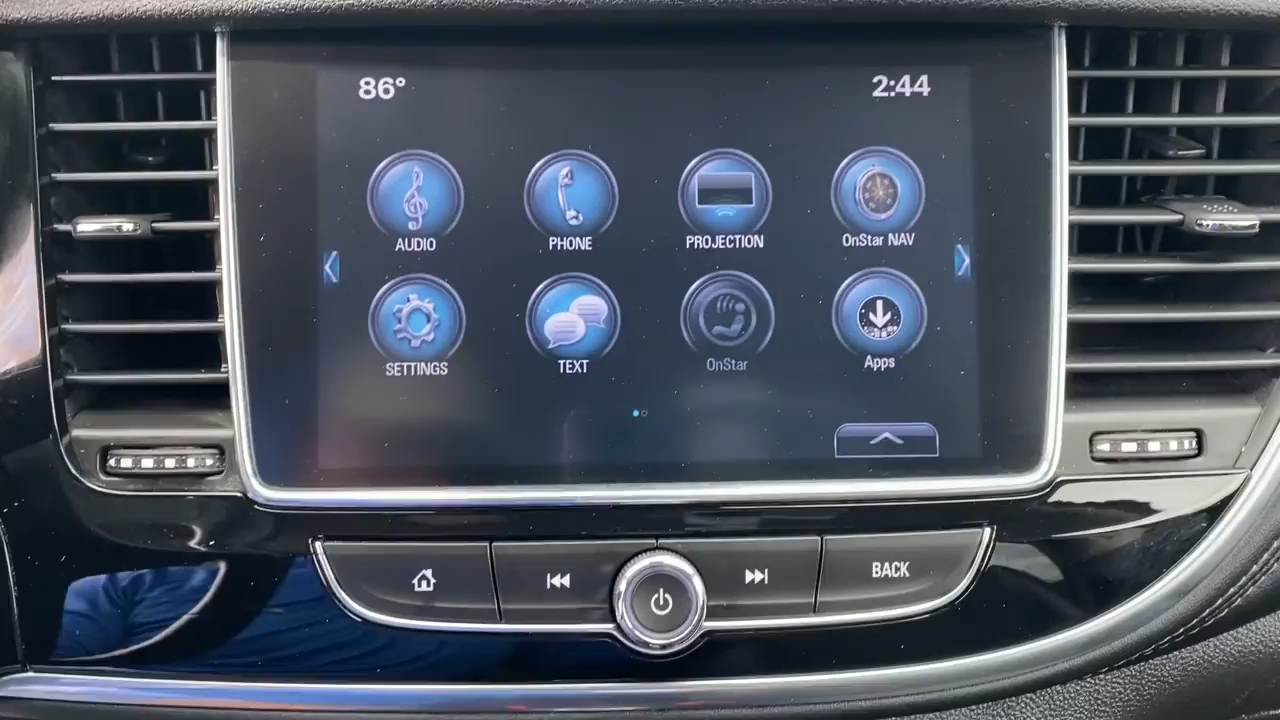 86° 2:44
AUDIO PHONE PROJECTION OnStar NAV
SETTINGS TEXT OnStar Apps
BACK